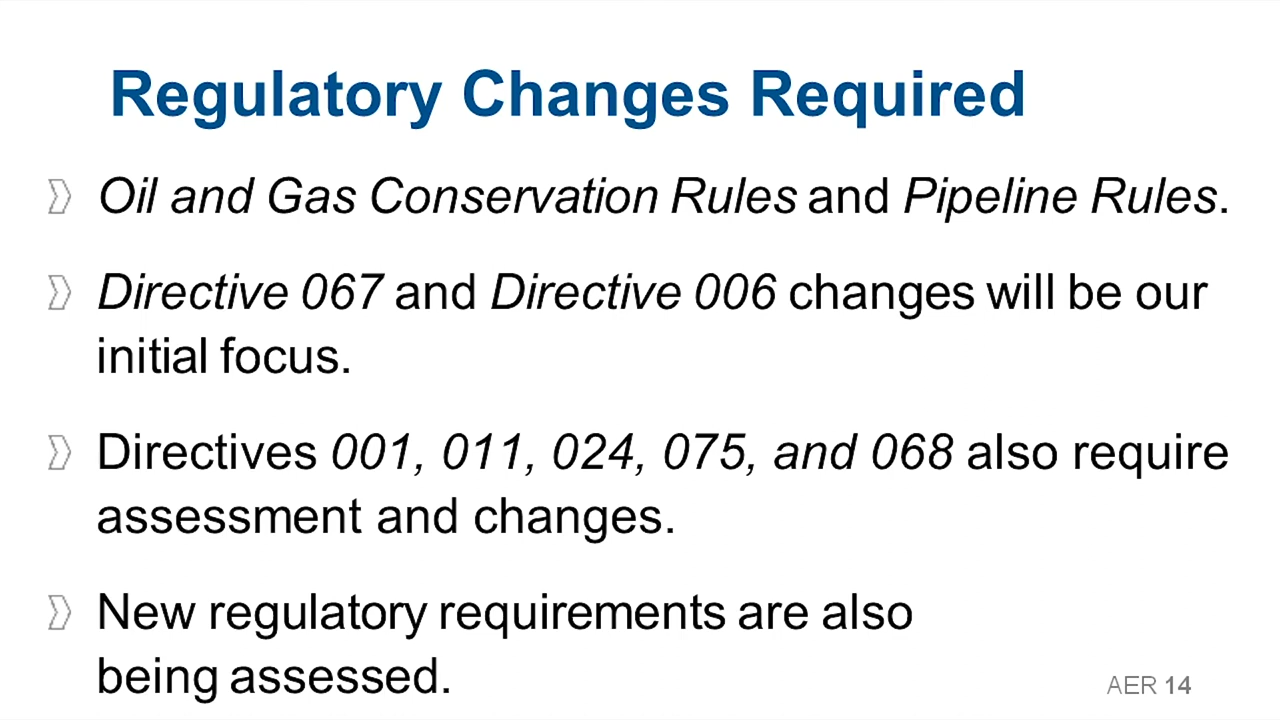 Regulatory Changes Required
Oil and Gas Conservation Rules and Pipeline Rules.
Directive 067 and Directive 006 changes will be our
initial focus.
Directives 001, 011, 024, 075, and 068 also require
assessment and changes.
New regulatory requirements are also
being assessed.
AER 14